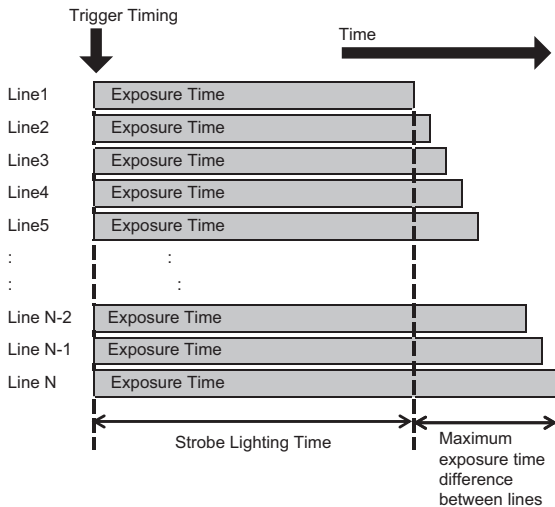 Trigger Timing
Time
Line1 Exposure Time
Line2 Exposure Time
Line3 Exposure Time
Line4 Exposure Time
Line5 Exposure Time
: :
: :
Line N-2 Exposure Time
Line N-1 Exposure Time
Line N Exposure Time
Strobe Lighting Time
Maximum
exposure time
difference
between lines